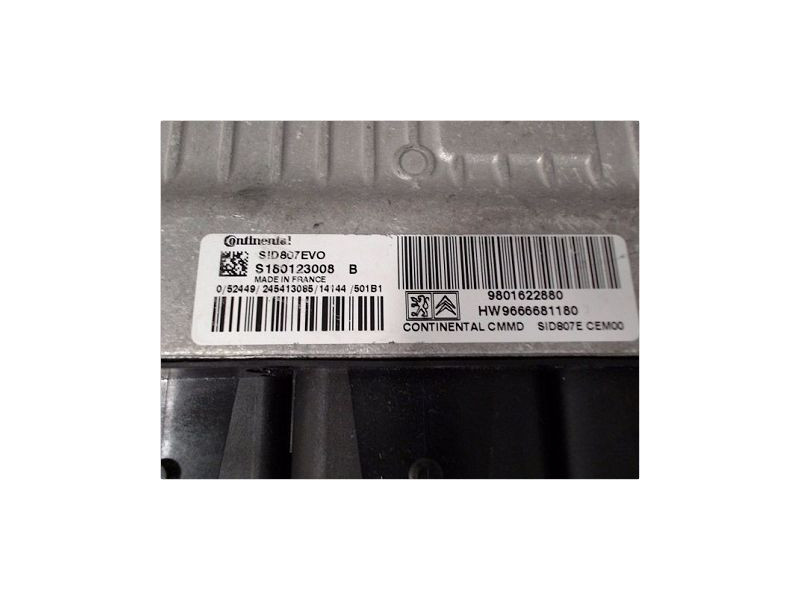 Continental
SID807EVO
S180123008 B
MADE IN FRANCE
0/52449/245413085/14144/501B1
9801622880
HW9666681180
CONTINENTAL CMMD SID807E CEM00